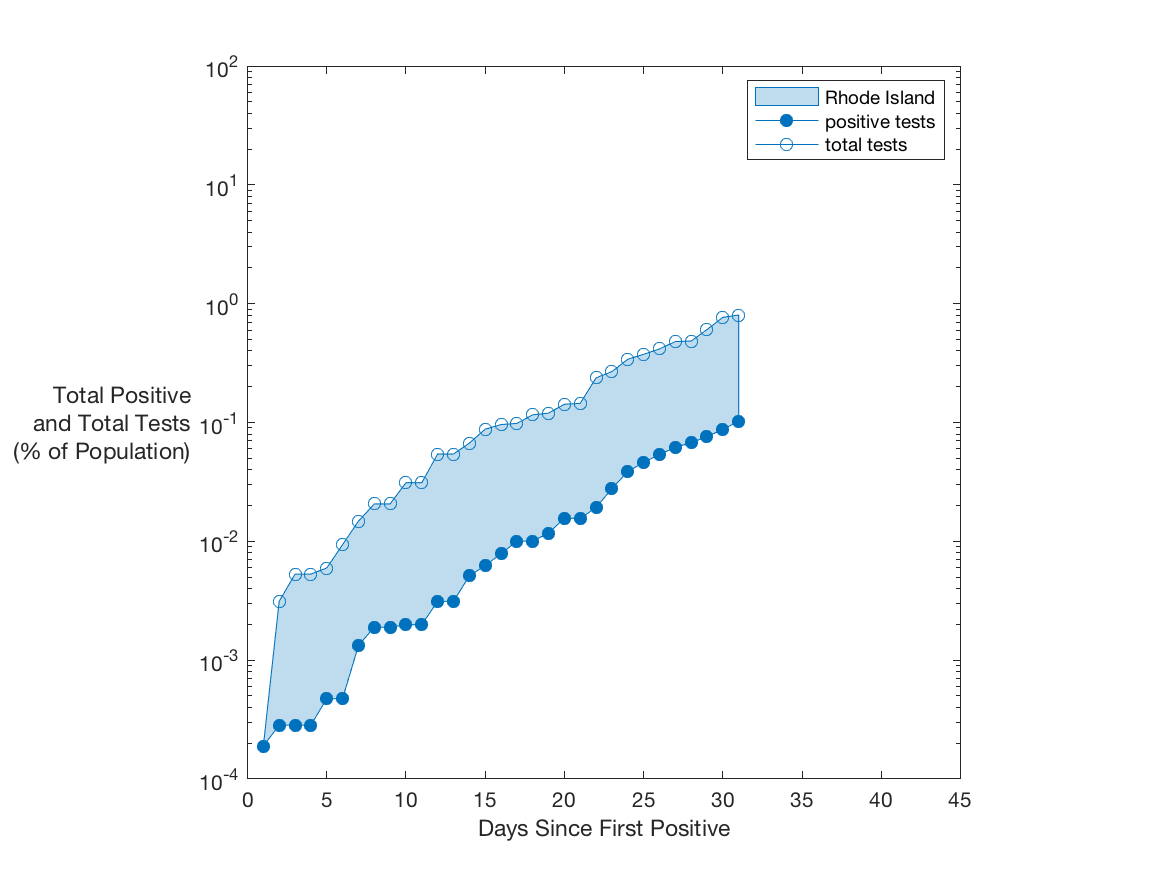 10^2
10^1
10^0
10^-1
10^-2
10^-3
10^-4
Total Positive
and Total Tests
(% of Population)
Rhode Island
positive tests
total tests
0 5 10 15 20 25 30 35 40 45
Days Since First Positive